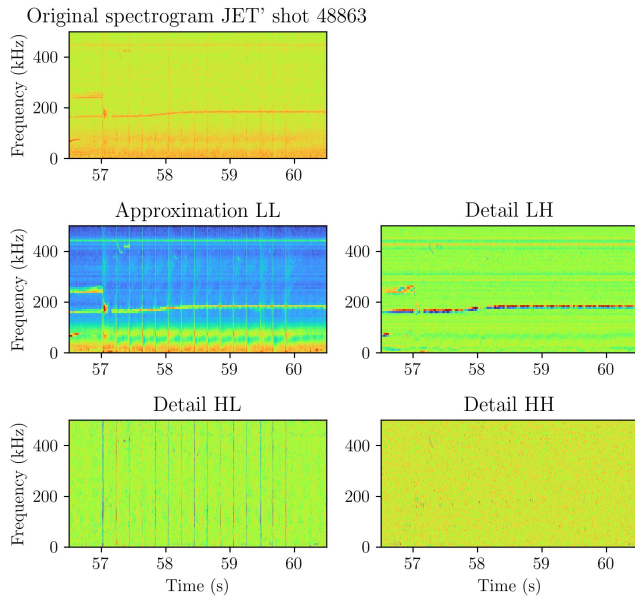 Original spectrogram JET' shot 48863
Frequency (kHz)
400
200
0
57 58 59 60
Approximation LL
Detail LH
Frequency (kHz)
400
200
0
57 58 59 60
400
200
0
57 58 59 60
Detail HL
Detail HH
Frequency (kHz)
400
200
0
57 58 59 60
Time (s)
400
200
0
57 58 59 60
Time (s)